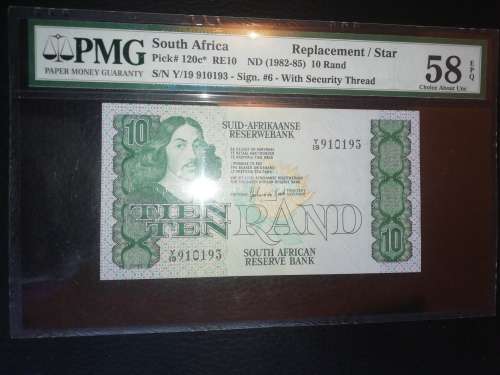 PMG
PAPER MONEY GUARANTY
South Africa Replacement / Star
Pick# 120c* RE10 ND (1982-85) 10 Rand
S/N Y/19 910193 - Sign. #6 - With Security Thread
58 EPQ
Choice About Unc
10
SUID-AFRIKAANSE
RESERWEBANK
Y/19 910193
TIEN
TEN RAND
10
Y/19 910193
SOUTH AFRICAN
RESERVE BANK